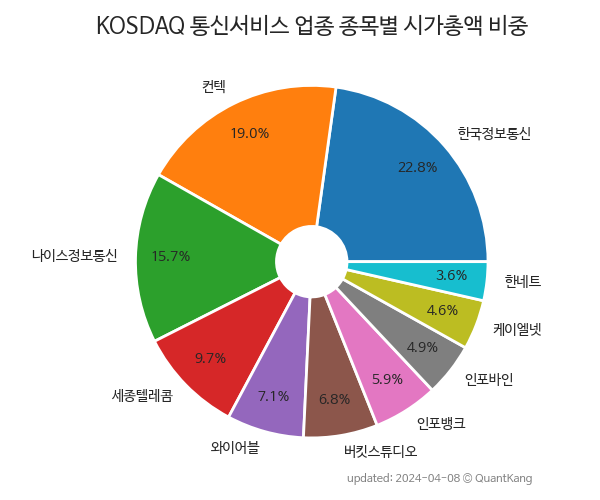 KOSDAQ 통신서비스 업종 종목별 시가총액 비중
컨텍
19.0%
한국정보통신
22.8%
나이스정보통신
15.7%
한네트
3.6%
케이엘넷
4.6%
인포바인
4.9%
세종텔레콤
9.7%
인포뱅크
5.9%
와이어블
7.1%
버킷스튜디오
6.8%
updated: 2024-04-08 © QuantKang